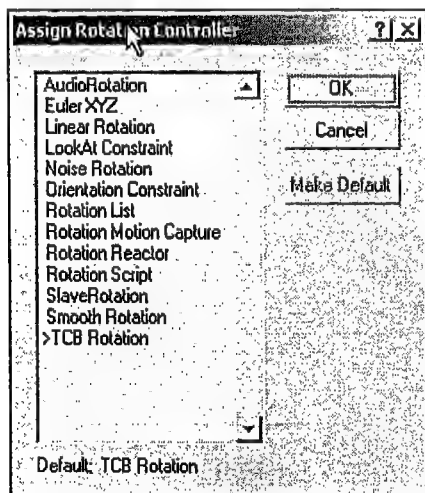 Assign Rotation Controller
AudioRotation
Euler XYZ
Linear Rotation
LookAt Constraint
Noise Rotation
Orientation Constraint
Rotation List
Rotation Motion Capture
Rotation Reactor
Rotation Script
SlaveRotation
Smooth Rotation
>TCB Rotation
OK
Cancel
Make Default
Default: TCB Rotation